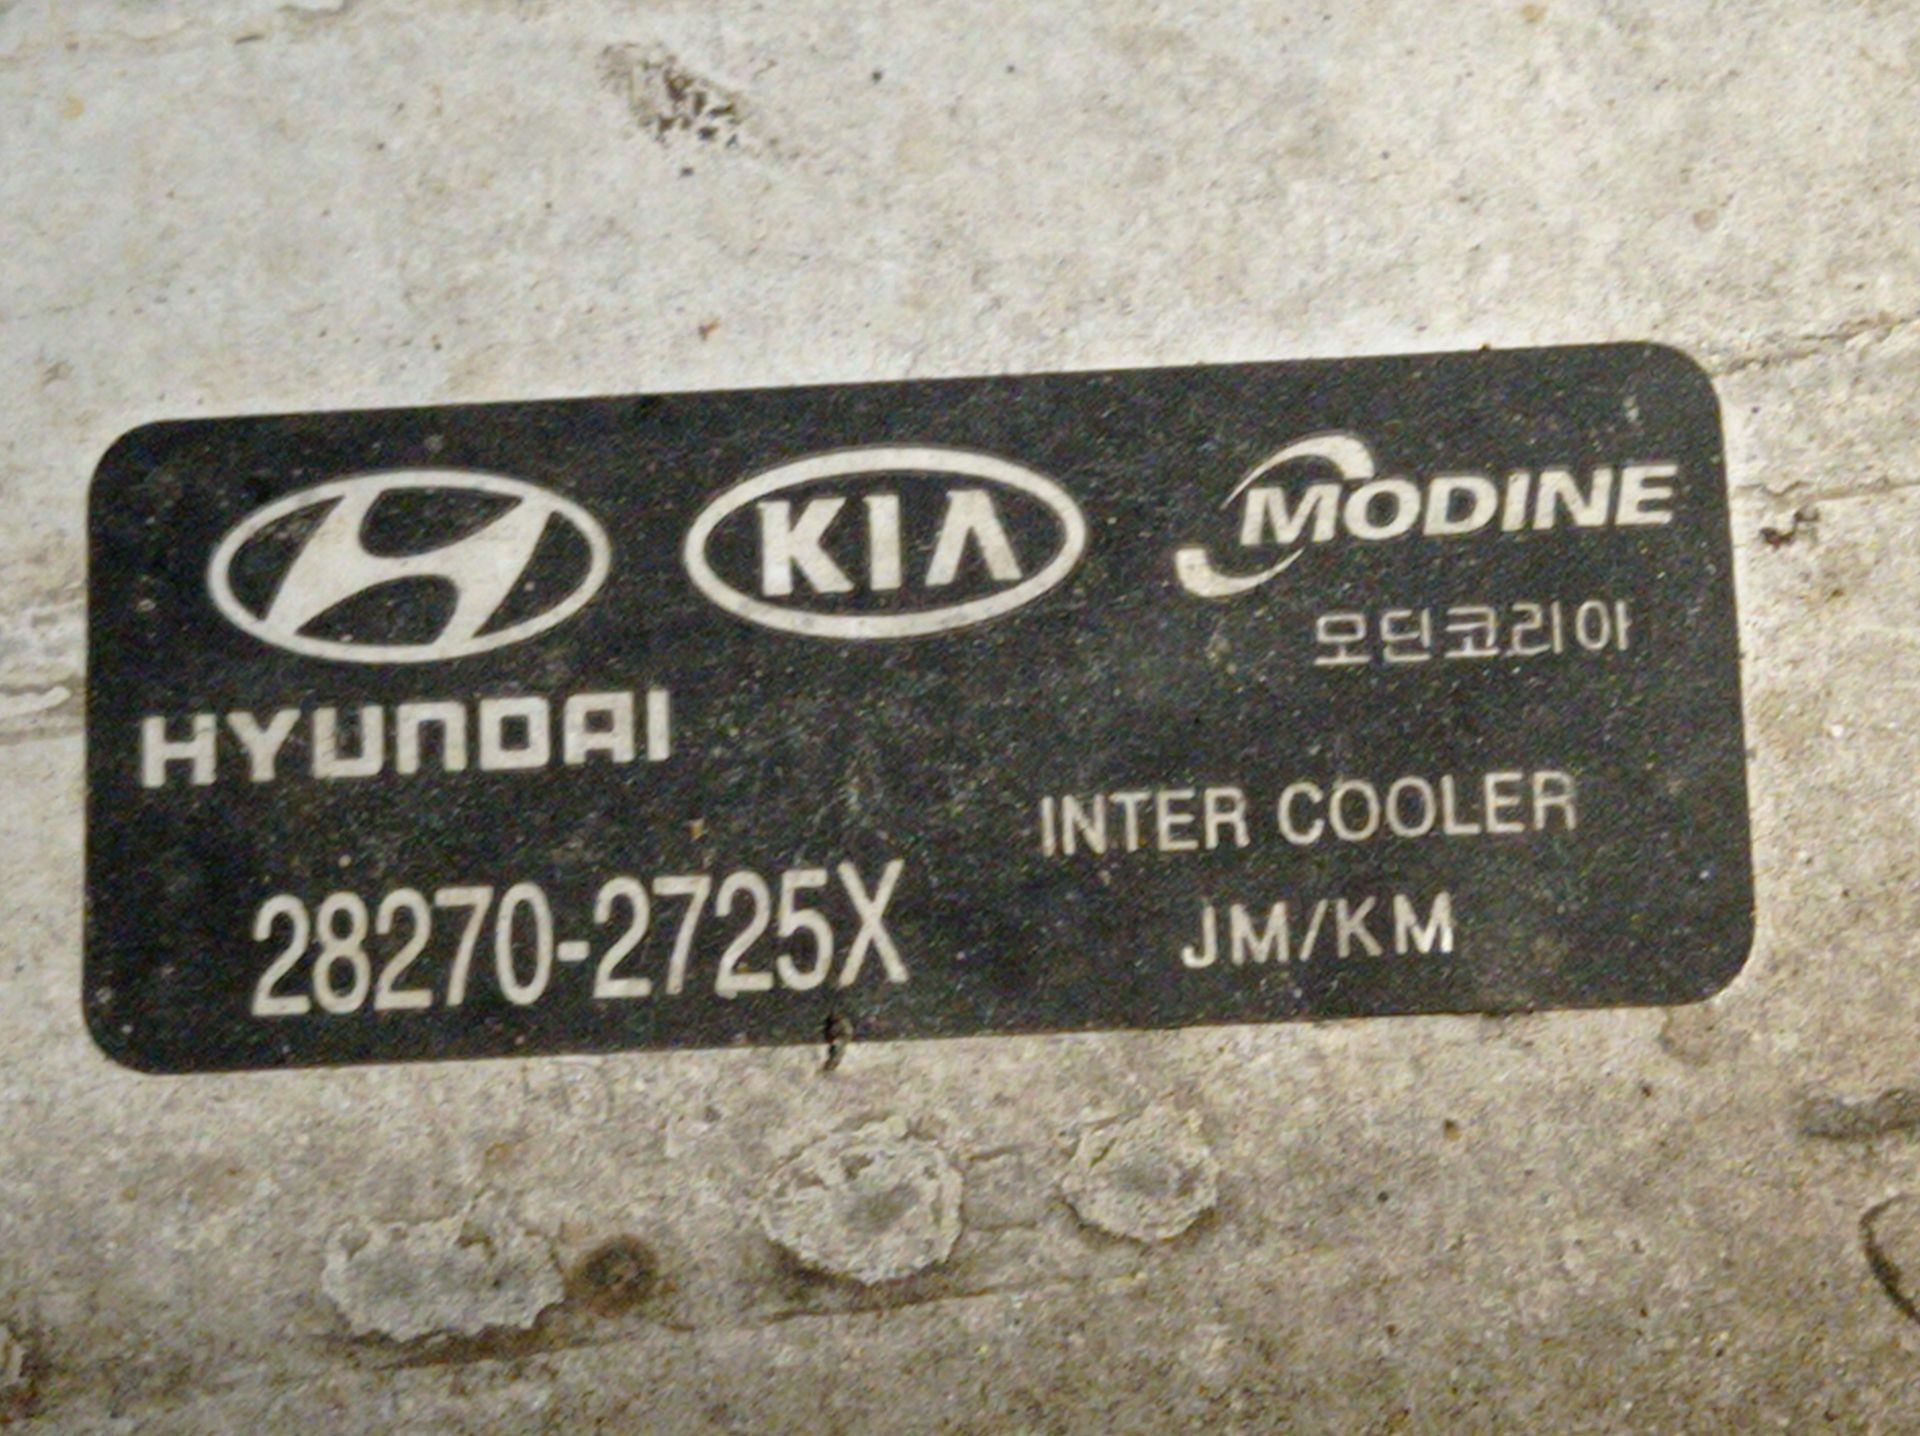 KIA MODINE
모딘코리아
HYUNDAI
INTER COOLER
28270-2725X JM/KM